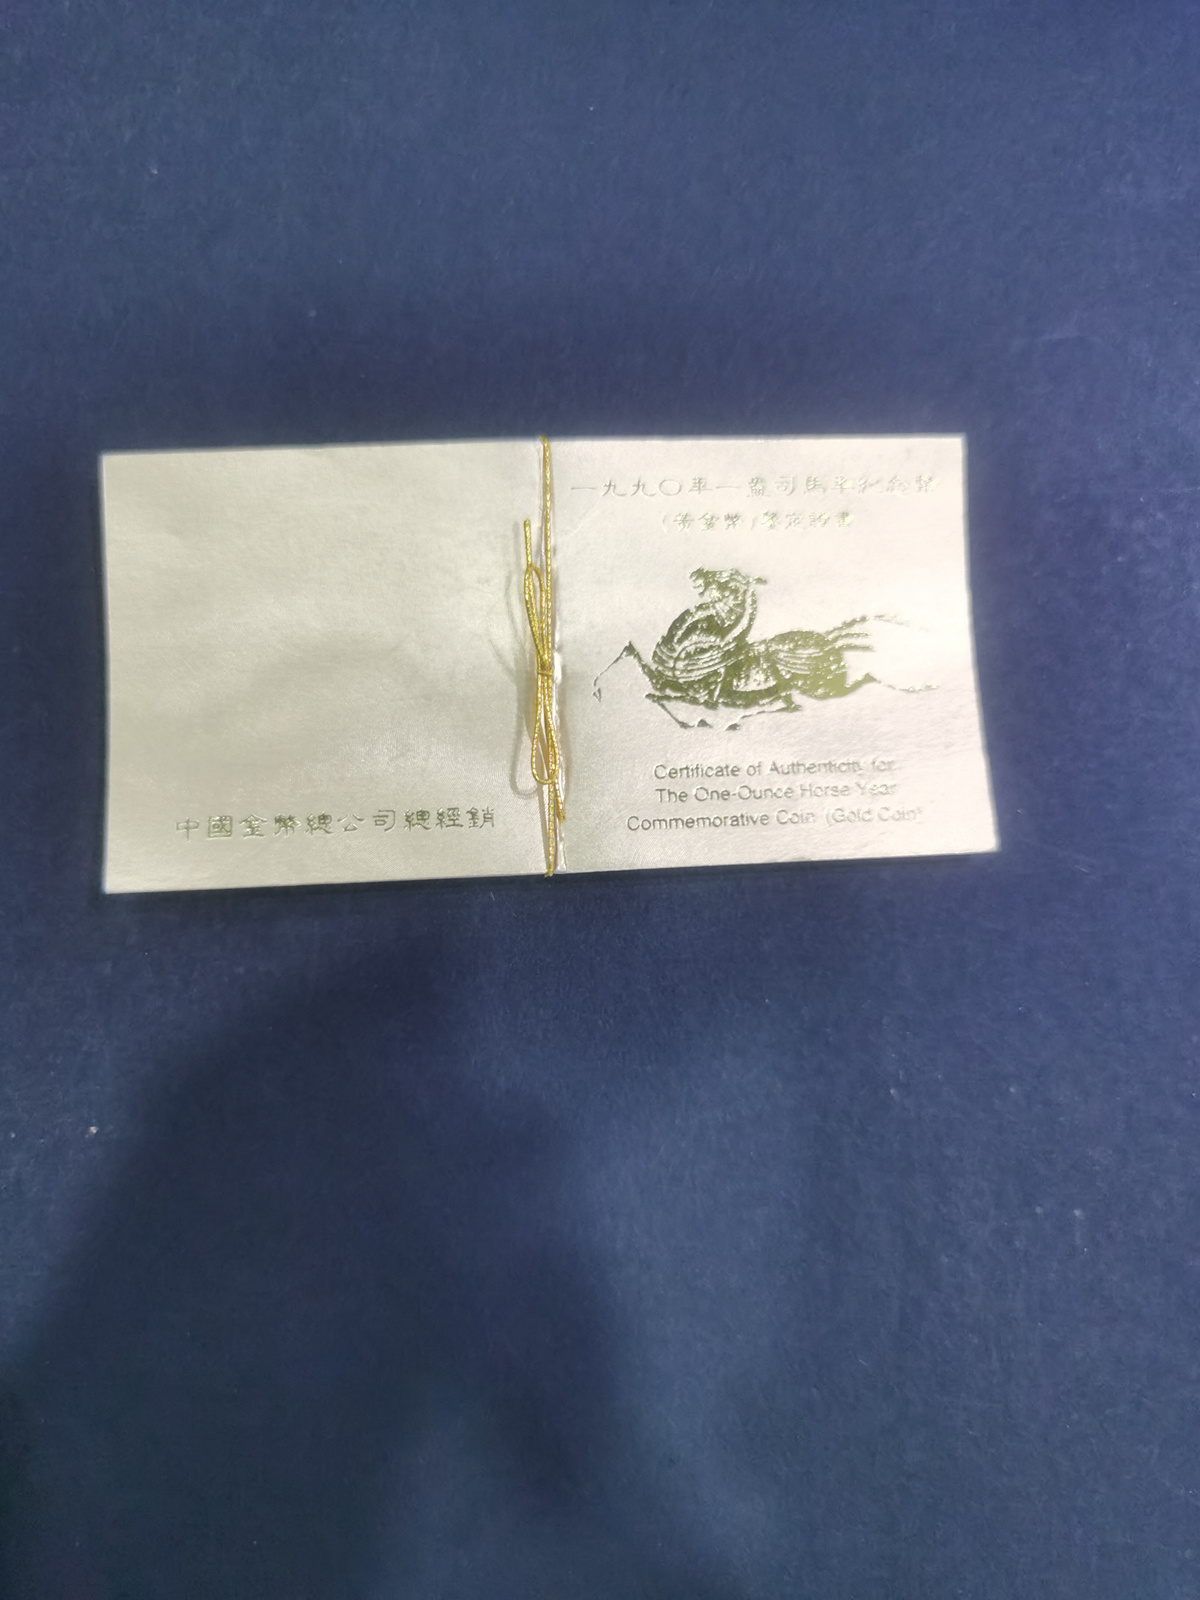 一九九〇年一盎司馬年紀念幣
(黃金幣)鑒定證書
Certificate of Authenticity for
The One-Ounce Horse Year
Commemorative Coin (Gold Coin)
中國金幣總公司總經銷